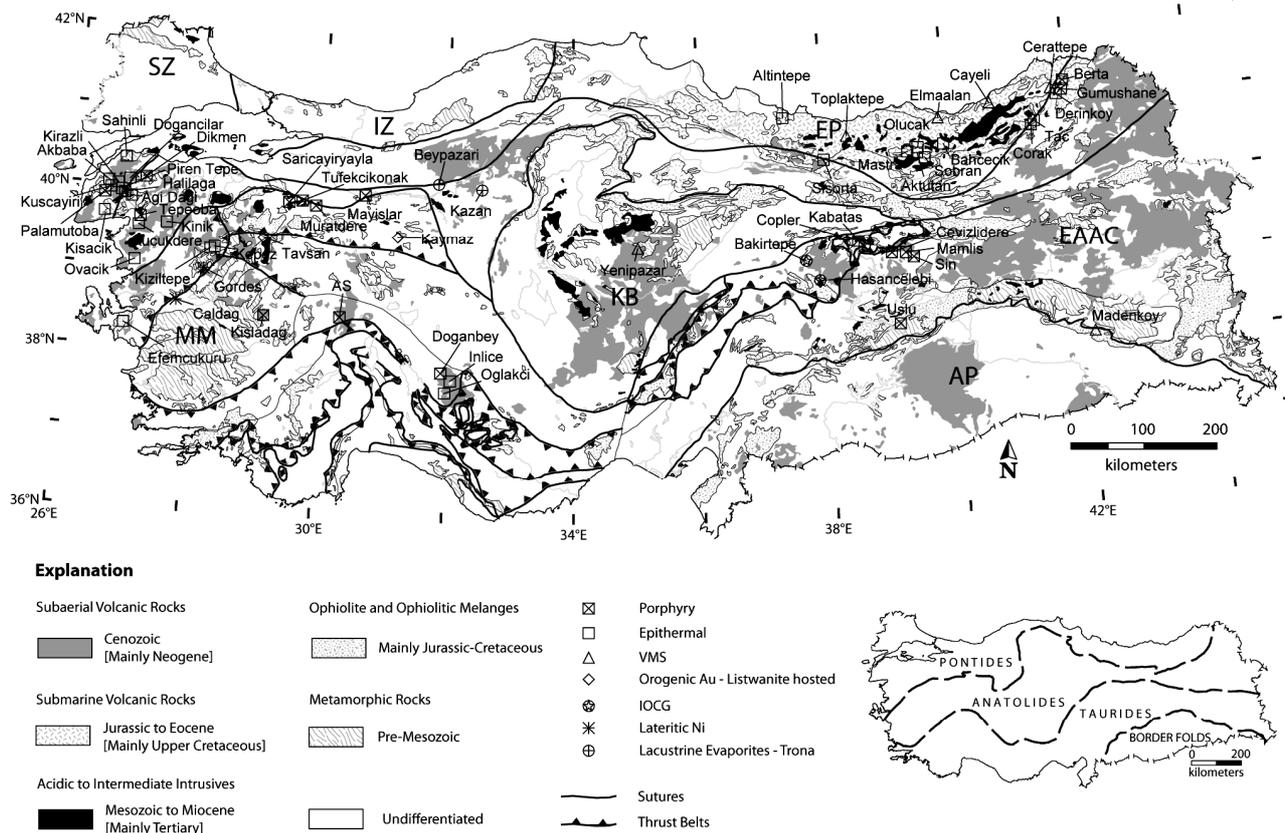 42°N
SZ
IZ
EP
Altintepe
Toplaktepe
Cayeli
Elmaalan
Cerattepe
Berta
Gumushane
Derinkoy
Tac
Corak
Olucak
Mastra
Bahcecik
Sobran
Aktutan
Sisorta
Sahinli
Dogancilar
Kirazli
Dikmen
Akbaba
Piren Tepe
Saricayiryayla
Beypazari
40°N
Halilaga
Tufekcikonak
Kuscayiri
Agi Dagi
Tepeoba
Mayislar
Kazan
Palamutoba
Kinik
Muratdere
Kaymaz
Kisacik
Kucukdere
Kepez
Tavsan
Ovacik
Kiziltepe
Gordes
AS
Copler
Kabatas
Cevizlidere
Mamlis
Sin
Bakirtepe
Hasancelebi
EAAC
Yenipazar
KB
Caldag
Kisladag
MM
Efemcukuru
38°N
Uslu
Madenkoy
Doganbey
Inlice
Oglakci
AP
N
0 100 200
kilometers
36°N
26°E
30°E
34°E
38°E
42°E
Explanation
Subaerial Volcanic Rocks
Cenozoic
[Mainly Neogene]
Submarine Volcanic Rocks
Jurassic to Eocene
[Mainly Upper Cretaceous]
Acidic to Intermediate Intrusives
Mesozoic to Miocene
[Mainly Tertiary]
Ophiolite and Ophiolitic Melanges
Mainly Jurassic-Cretaceous
Metamorphic Rocks
Pre-Mesozoic
Undifferentiated
Porphyry
Epithermal
VMS
Orogenic Au - Listwanite hosted
IOCG
Lateritic Ni
Lacustrine Evaporites - Trona
Sutures
Thrust Belts
PONTIDES
ANATOLIDES
TAURIDES
BORDER FOLDS
0 200
kilometers